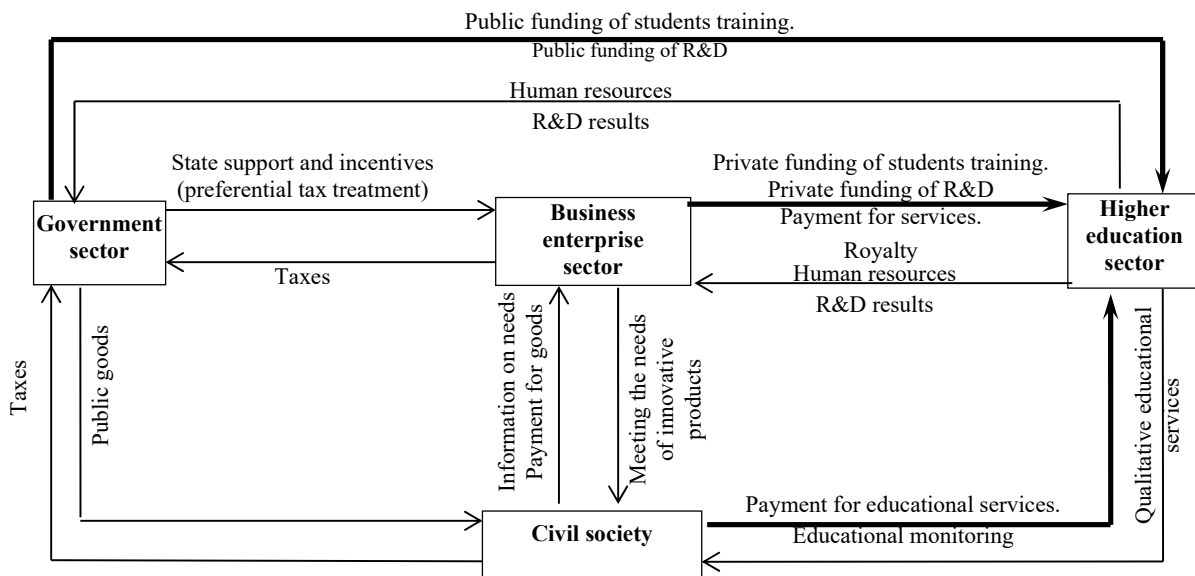 Public funding of students training.
Public funding of R&D
Human resources
R&D results
State support and incentives
(preferential tax treatment)
Private funding of students training.
Private funding of R&D
Payment for services.
Royalty
Government
sector
Business
enterprise
sector
Higher
education
sector
Taxes
Human resources
R&D results
Taxes
Public goods
Information on needs
Payment for goods
Meeting the needs
of innovative
products
Qualitative educational
services
Payment for educational services.
Educational monitoring
Civil society